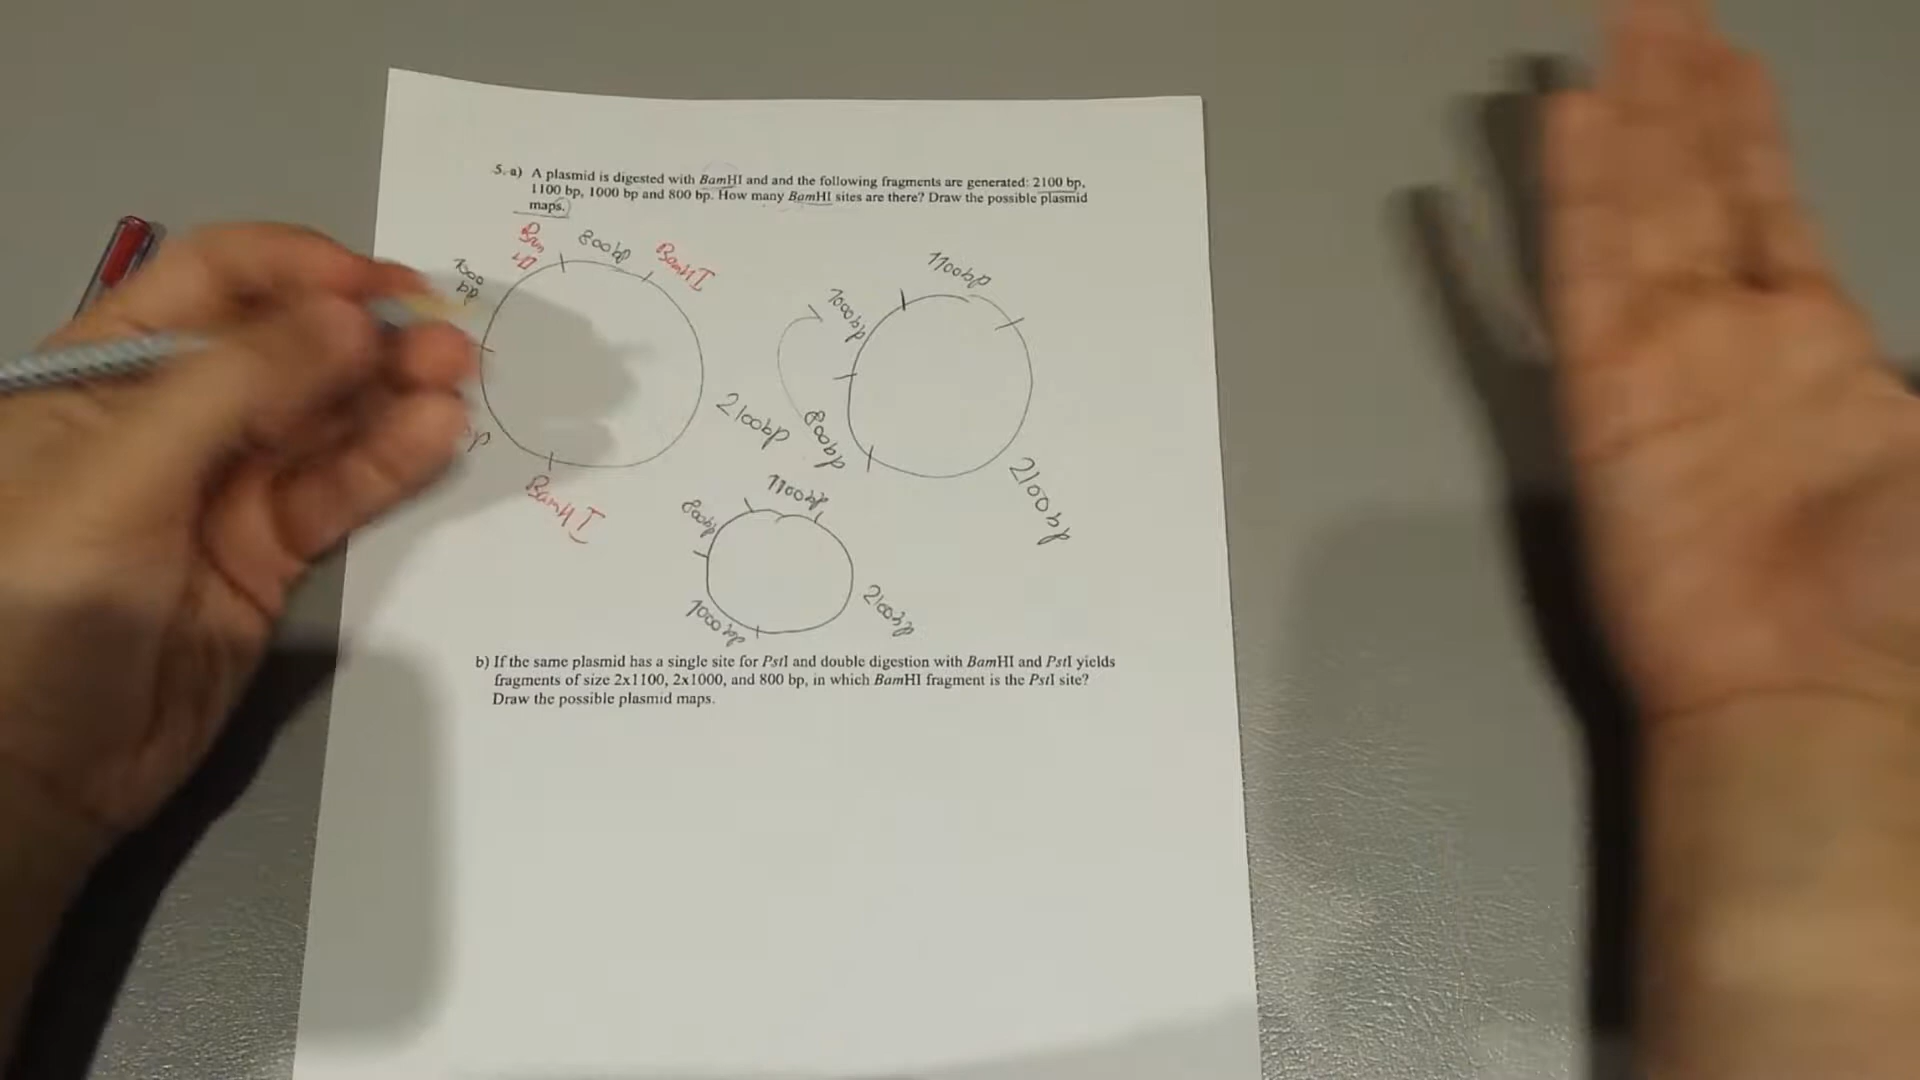 5. a) A plasmid is digested with BamHI and and the following fragments are generated: 2100 bp,
1100 bp, 1000 bp and 800 bp. How many BamHI sites are there? Draw the possible plasmid
maps.
Bam
HI
800bp
BamHI
1000
bp
2100bp
bp
BamHI
1100bp
1000bp
800bp
2100bp
1100bp
800bp
2100bp
1000bp
b) If the same plasmid has a single site for PstI and double digestion with BamHI and PstI yields
fragments of size 2x1100, 2x1000, and 800 bp, in which BamHI fragment is the PstI site?
Draw the possible plasmid maps.